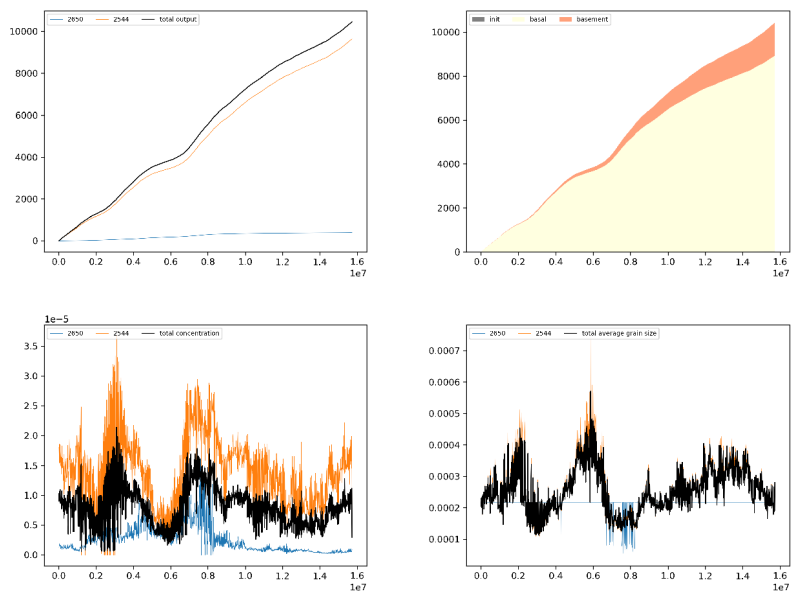 2650 2544 total output
10000
8000
6000
4000
2000
0
0.0 0.2 0.4 0.6 0.8 1.0 1.2 1.4 1.6
1e7
init basal basement
10000
8000
6000
4000
2000
0
0.0 0.2 0.4 0.6 0.8 1.0 1.2 1.4 1.6
1e7
1e−5
2650 2544 total concentration
3.5
3.0
2.5
2.0
1.5
1.0
0.5
0.0
0.0 0.2 0.4 0.6 0.8 1.0 1.2 1.4 1.6
1e7
2650 2544 total average grain size
0.0007
0.0006
0.0005
0.0004
0.0003
0.0002
0.0001
0.0 0.2 0.4 0.6 0.8 1.0 1.2 1.4 1.6
1e7